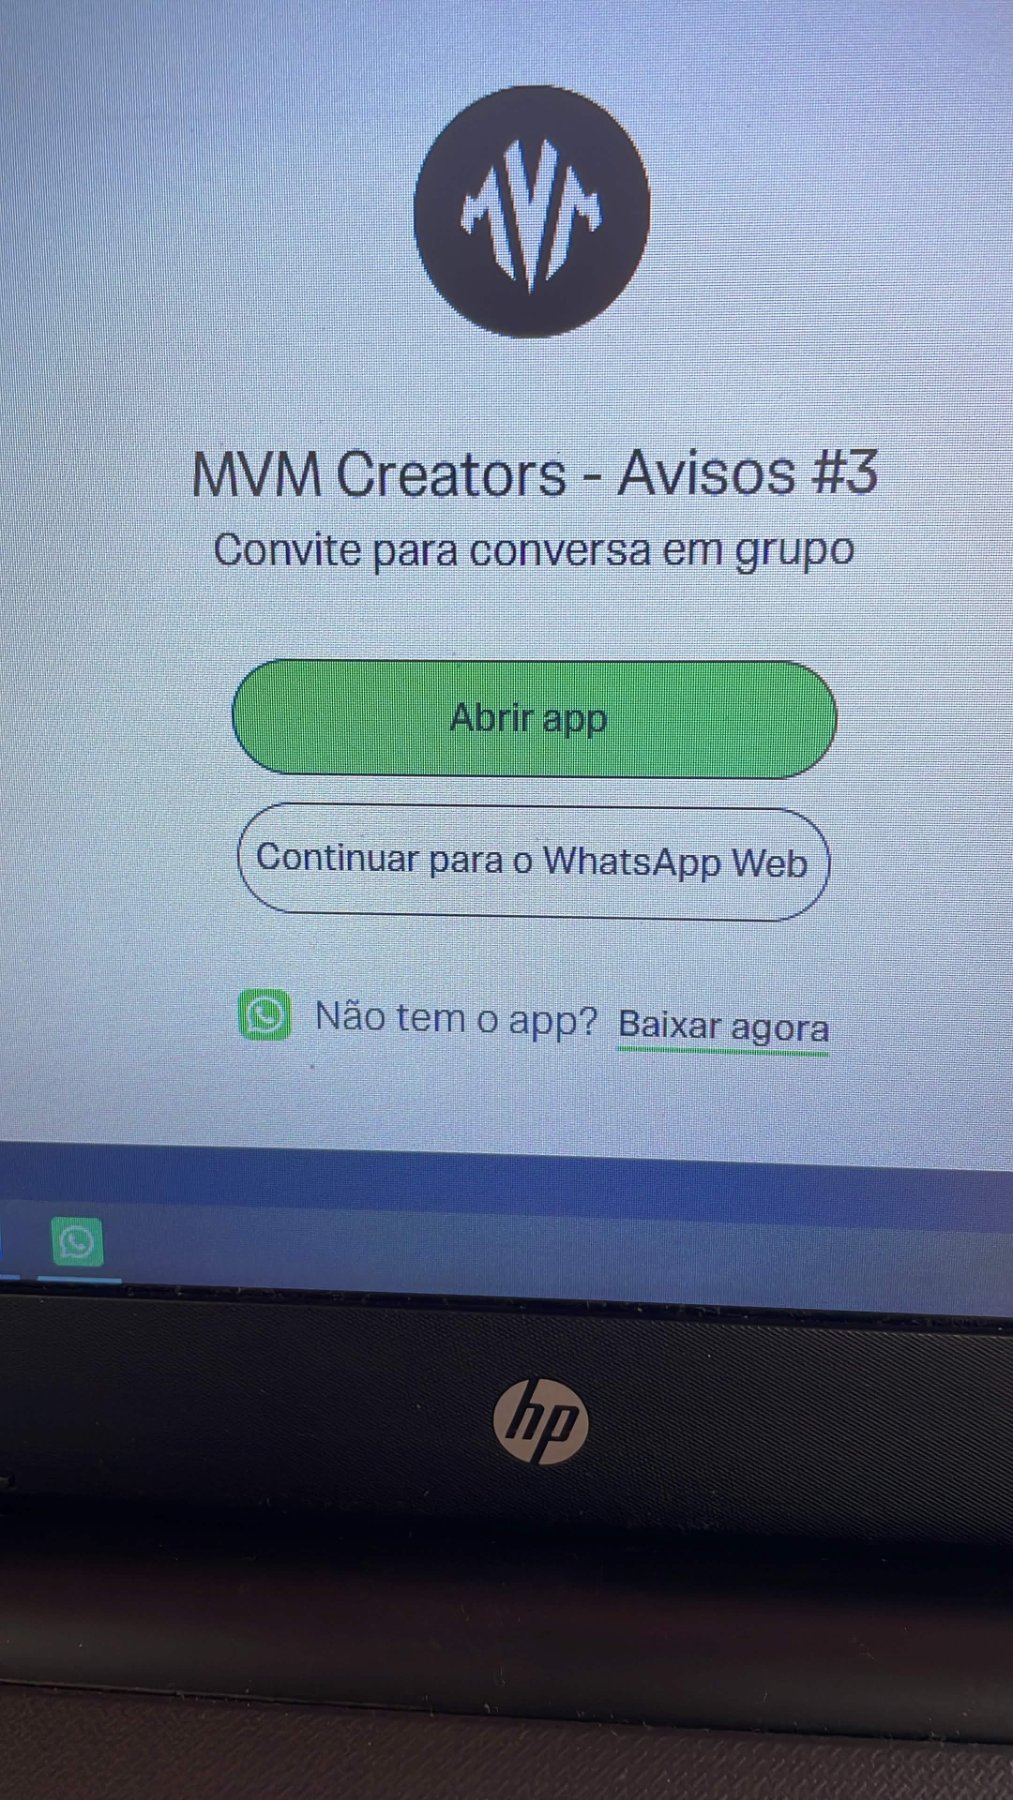 MVM
MVM Creators - Avisos #3
Convite para conversa em grupo
Abrir app
Continuar para o WhatsApp Web
Não tem o app? Baixar agora
hp